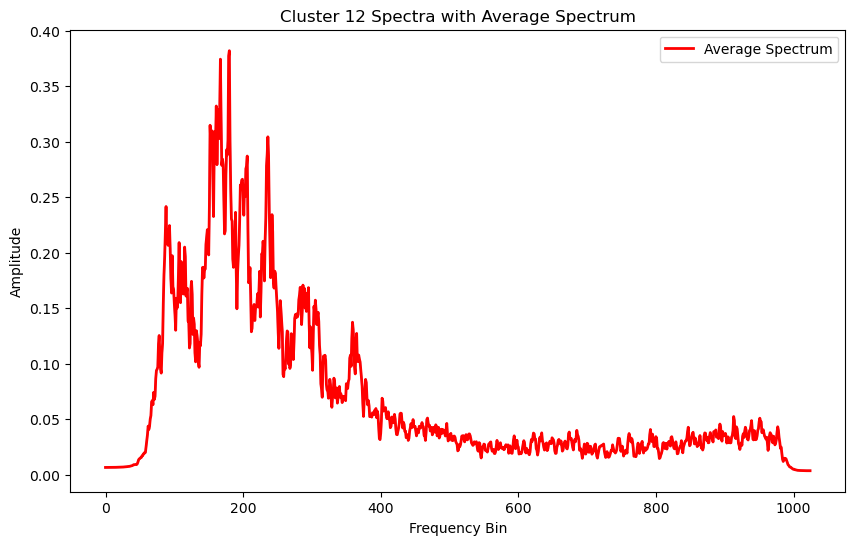 Cluster 12 Spectra with Average Spectrum
Average Spectrum
Amplitude
0.40
0.35
0.30
0.25
0.20
0.15
0.10
0.05
0.00
0 200 400 600 800 1000
Frequency Bin